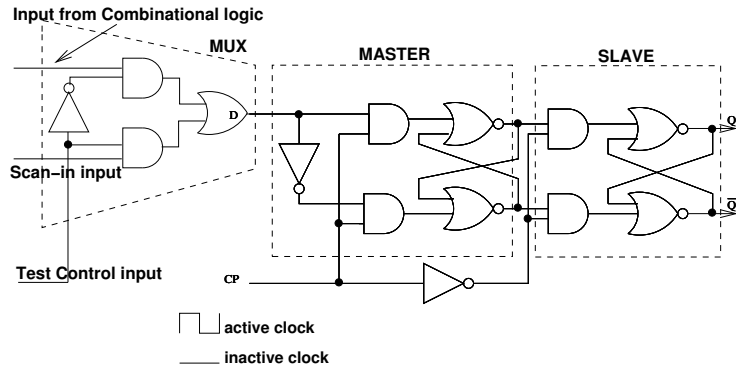 Input from Combinational logic
MUX
MASTER
SLAVE
D
Q
Scan-in input
Q
Test Control input
CP
active clock
inactive clock